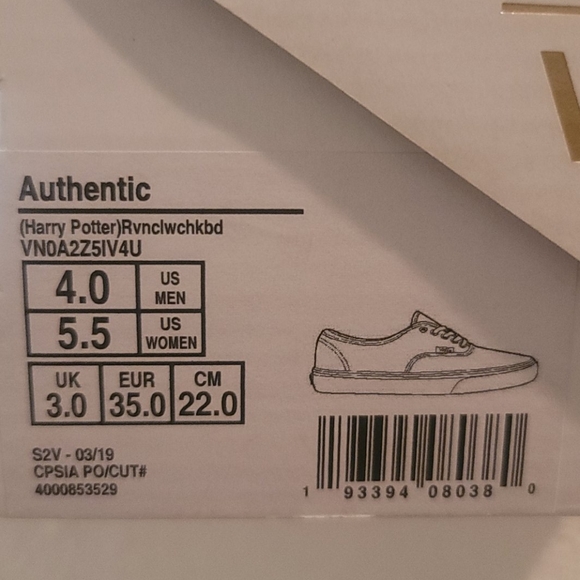 V
Authentic
(Harry Potter)Rvnclwchkbd
VN0A2Z5IV4U
4.0 US MEN
5.5 US WOMEN
UK EUR CM
3.0 35.0 22.0
S2V - 03/19
CPSIA PO/CUT#
4000853529
1 93394 08038 0